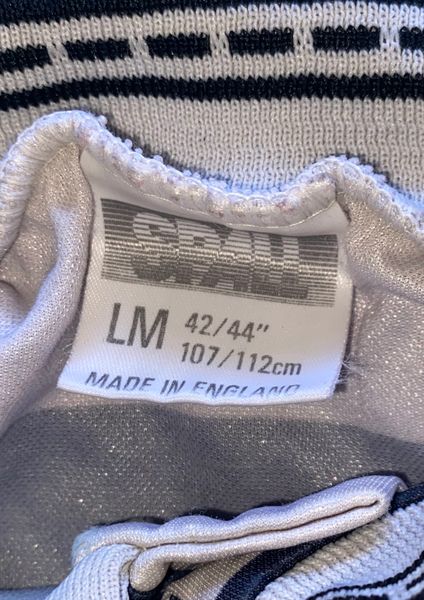 SPALL
LM 42/44"
107/112cm
MADE IN ENGLAND